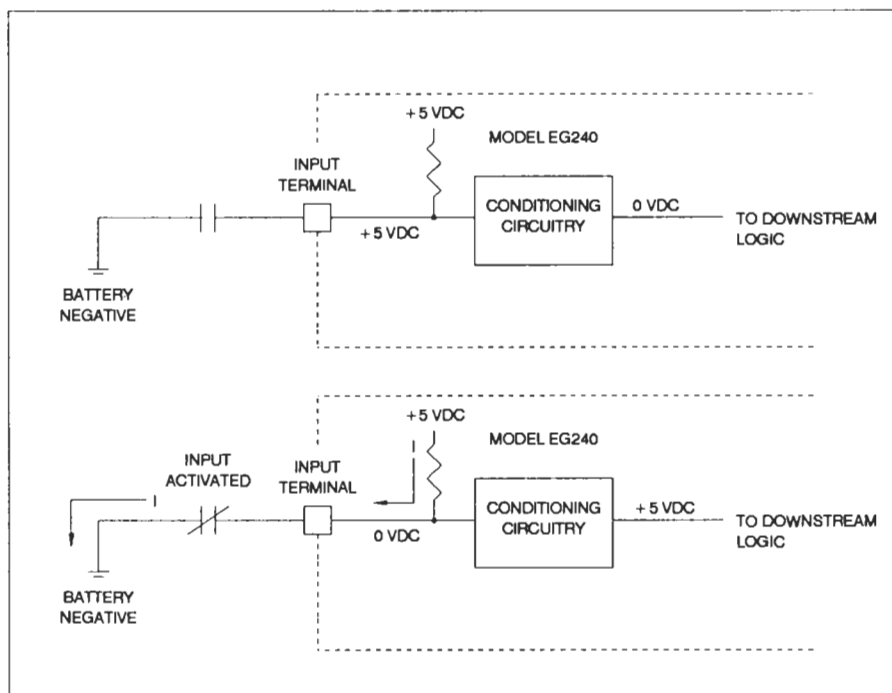 +5 VDC
MODEL EG240
INPUT
TERMINAL
CONDITIONING
CIRCUITRY
0 VDC
TO DOWNSTREAM
LOGIC
+5 VDC
BATTERY
NEGATIVE
+5 VDC
MODEL EG240
INPUT
ACTIVATED
INPUT
TERMINAL
I
I
CONDITIONING
CIRCUITRY
+5 VDC
TO DOWNSTREAM
LOGIC
0 VDC
BATTERY
NEGATIVE